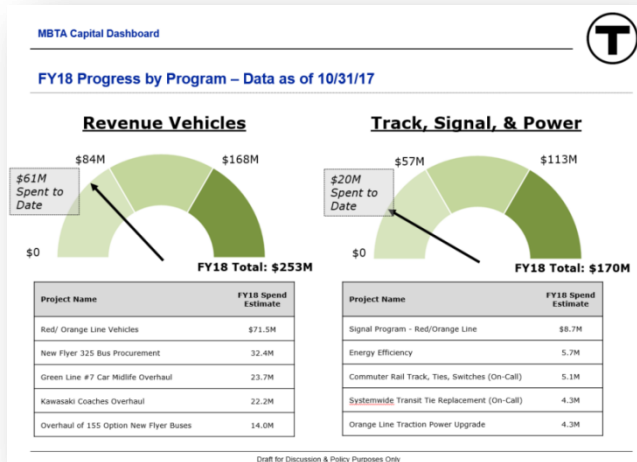 MBTA Capital Dashboard
T
FY18 Progress by Program – Data as of 10/31/17
Revenue Vehicles
$84M
$168M
$61M
Spent to
Date
$0
FY18 Total: $253M
Project Name FY18 Spend
Estimate
Red/ Orange Line Vehicles $71.5M
New Flyer 325 Bus Procurement 32.4M
Green Line #7 Car Midlife Overhaul 23.7M
Kawasaki Coaches Overhaul 22.2M
Overhaul of 155 Option New Flyer Buses 14.0M
Track, Signal, & Power
$57M
$113M
$20M
Spent to
Date
$0
FY18 Total: $170M
Project Name FY18 Spend
Estimate
Signal Program - Red/Orange Line $8.7M
Energy Efficiency 5.7M
Commuter Rail Track, Ties, Switches (On-Call) 5.1M
Systemwide Transit Tie Replacement (On-Call) 4.3M
Orange Line Traction Power Upgrade 4.3M
Draft for Discussion & Policy Purposes Only